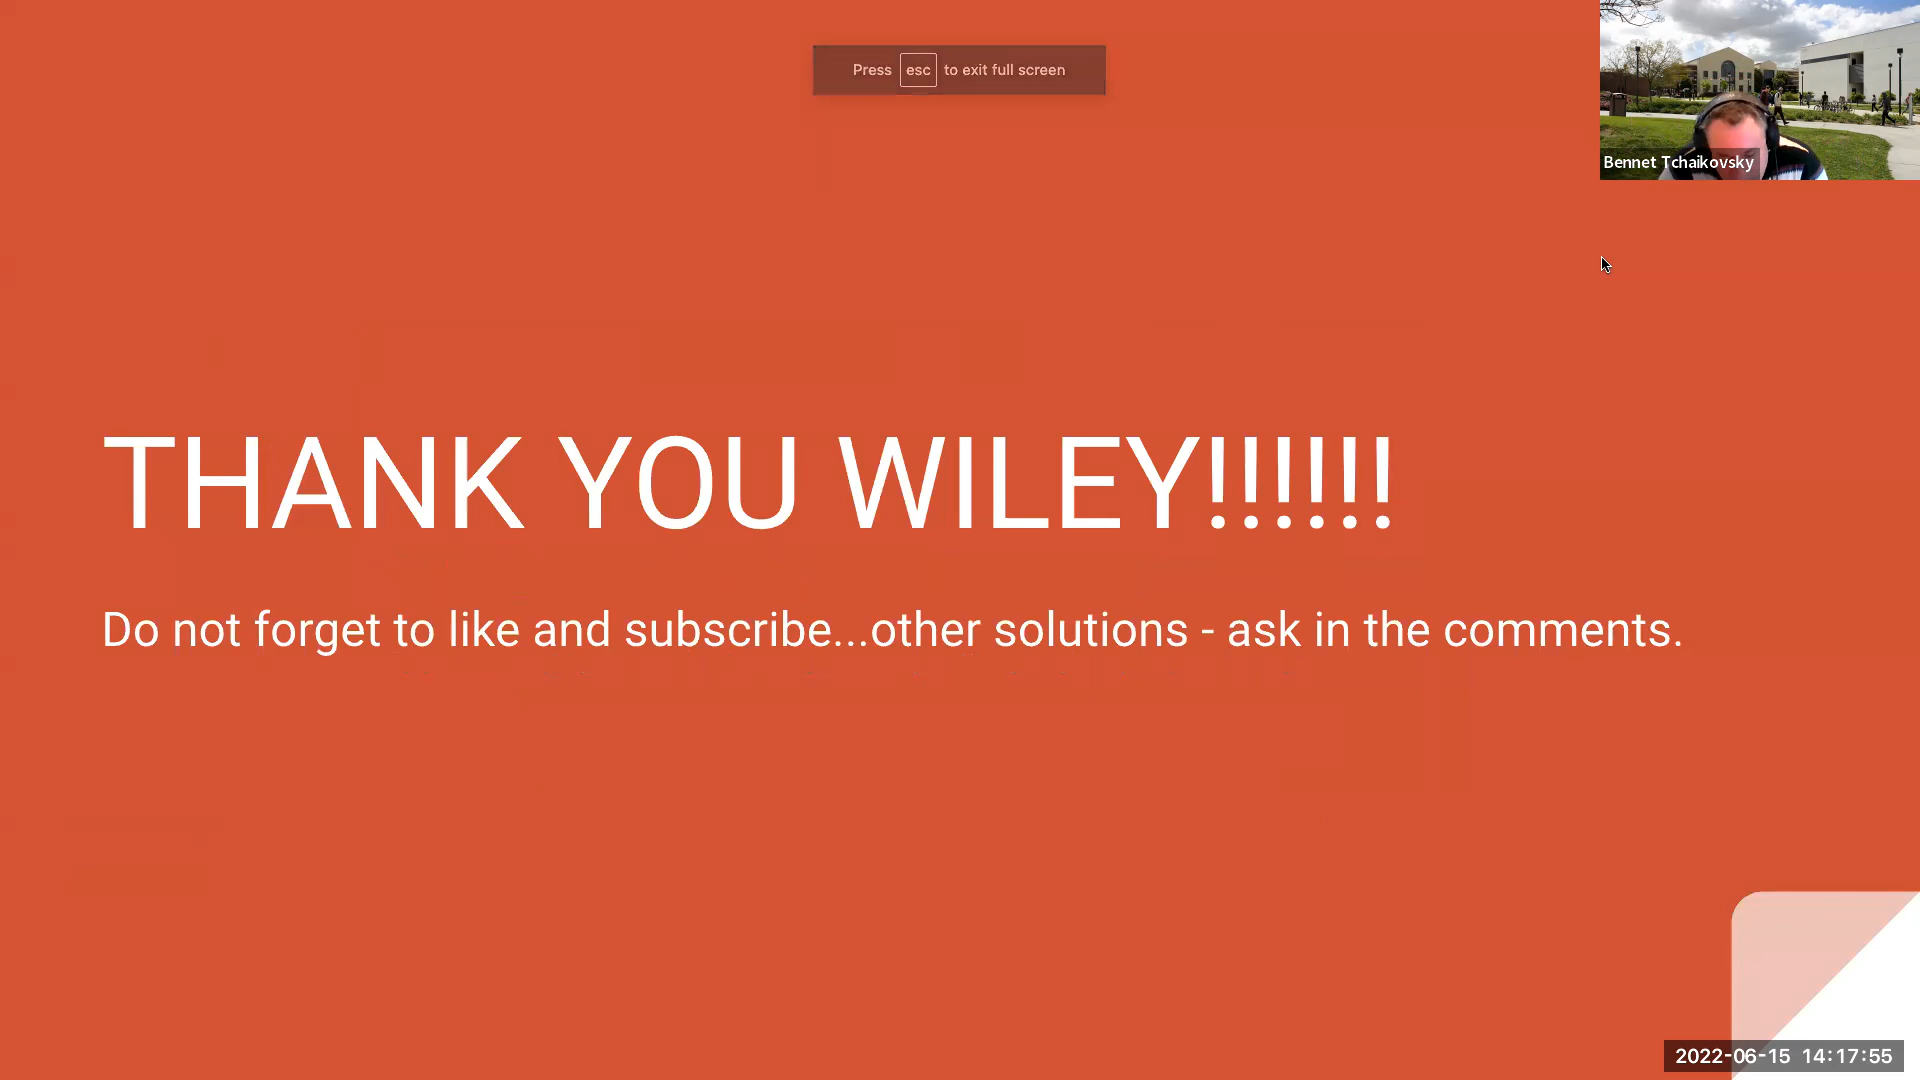 Press esc to exit full screen
Bennet Tchaikovsky
THANK YOU WILEY!!!!!!
Do not forget to like and subscribe...other solutions - ask in the comments.
2022-06-15 14:17:55